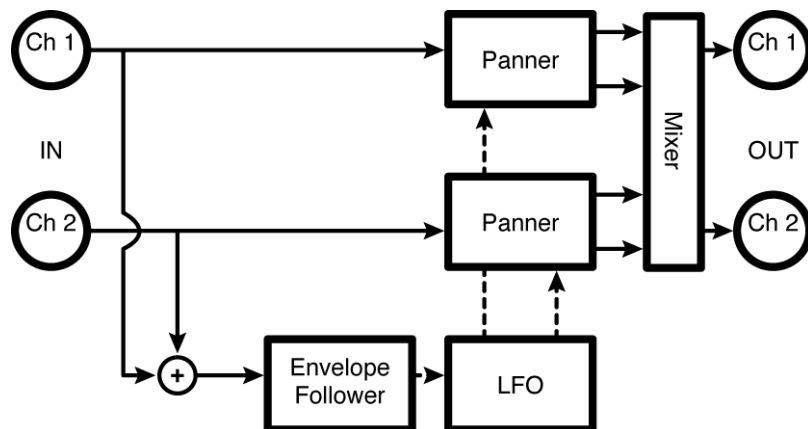 Ch 1
Panner
Ch 1
Mixer
IN
OUT
Ch 2
Panner
Ch 2
+
Envelope
Follower
LFO